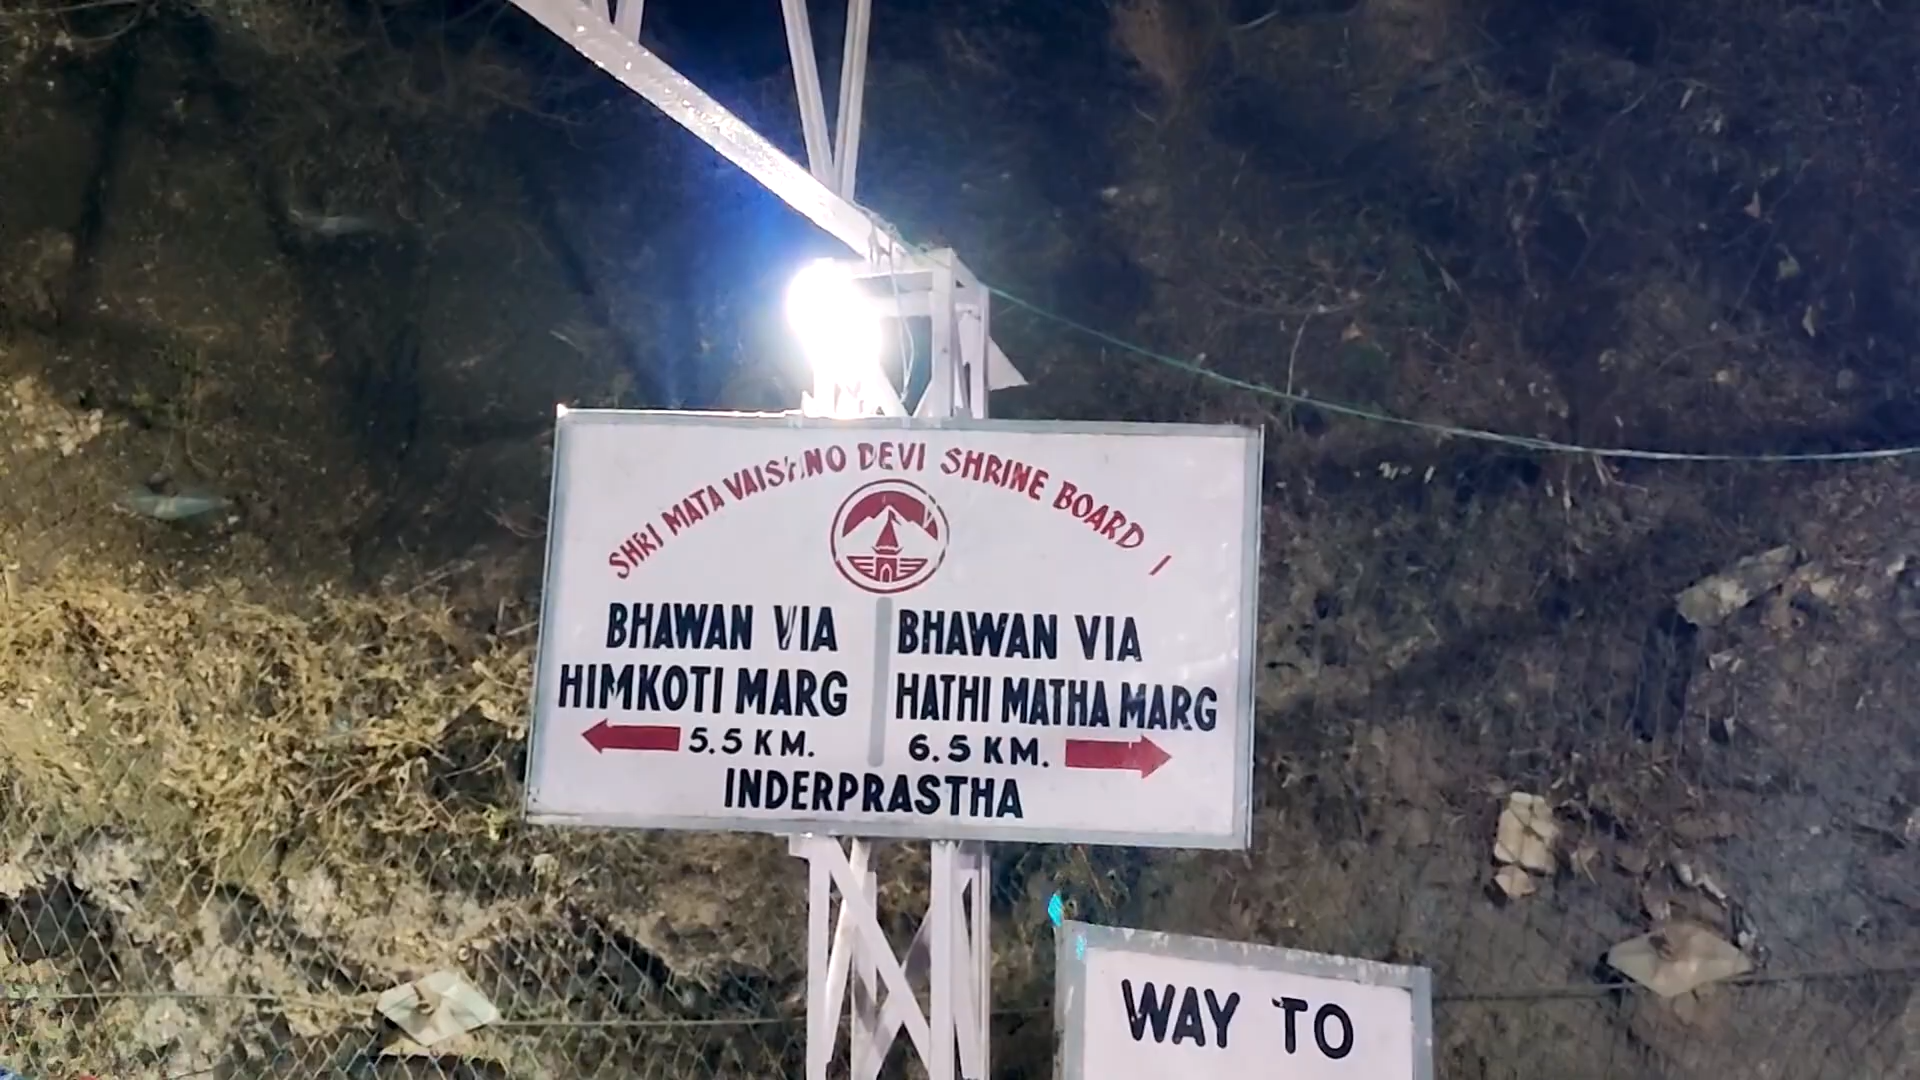 SHRI MATA VAISHNO DEVI SHRINE BOARD
BHAWAN VIA
HIMKOTI MARG
5.5 KM.
BHAWAN VIA
HATHI MATHA MARG
6.5 KM.
INDERPRASTHA
WAY TO